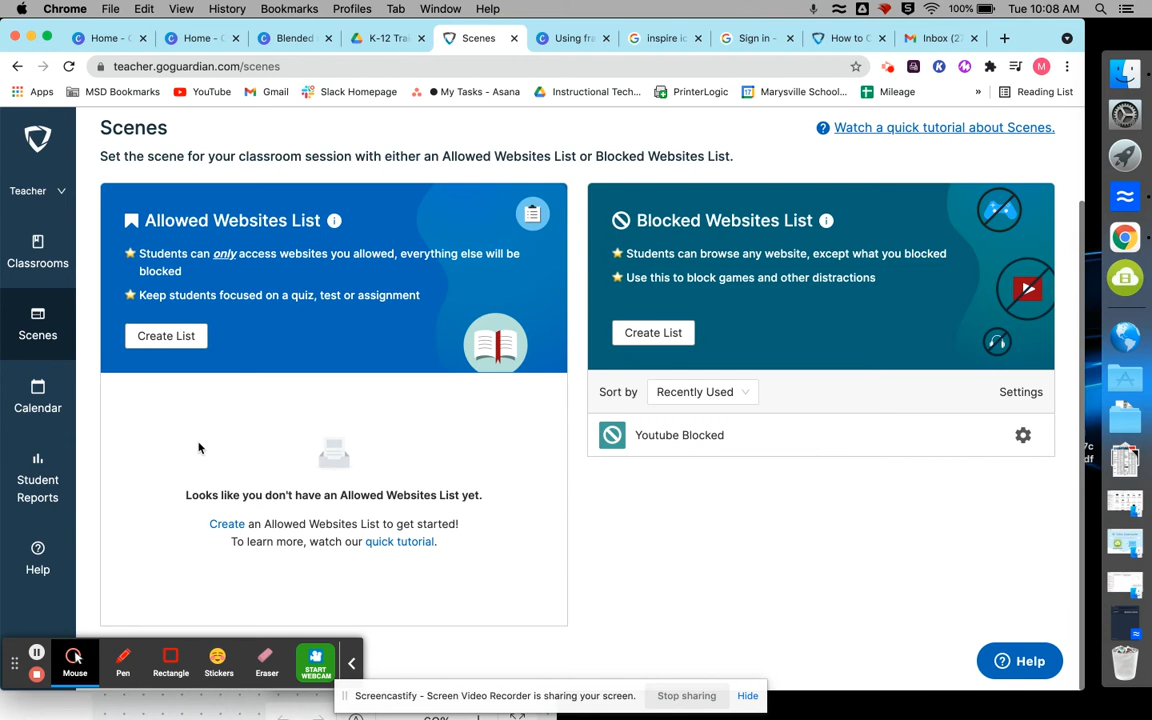 Chrome File Edit View History Bookmarks Profiles Tab Window Help 100% Tue 10:08 AM
Home - C Home - C Blended K-12 Trai Scenes Using fra inspire ic Sign in - How to C Inbox (2
teacher.goguardian.com/scenes M
Apps MSD Bookmarks YouTube Gmail Slack Homepage My Tasks - Asana Instructional Tech... PrinterLogic Marysville School... Mileage » Reading List
Teacher
Classrooms
Scenes
Calendar
Student
Reports
Help
Scenes
Watch a quick tutorial about Scenes.
Set the scene for your classroom session with either an Allowed Websites List or Blocked Websites List.
Allowed Websites List
Students can only access websites you allowed, everything else will be
blocked
Keep students focused on a quiz, test or assignment
Create List
Looks like you don't have an Allowed Websites List yet.
Create an Allowed Websites List to get started!
To learn more, watch our quick tutorial.
Blocked Websites List
Students can browse any website, except what you blocked
Use this to block games and other distractions
Create List
Sort by Recently Used Settings
Youtube Blocked
Help
Mouse Pen Rectangle Stickers Eraser START
WEBCAM
Screencastify - Screen Video Recorder is sharing your screen. Stop sharing Hide